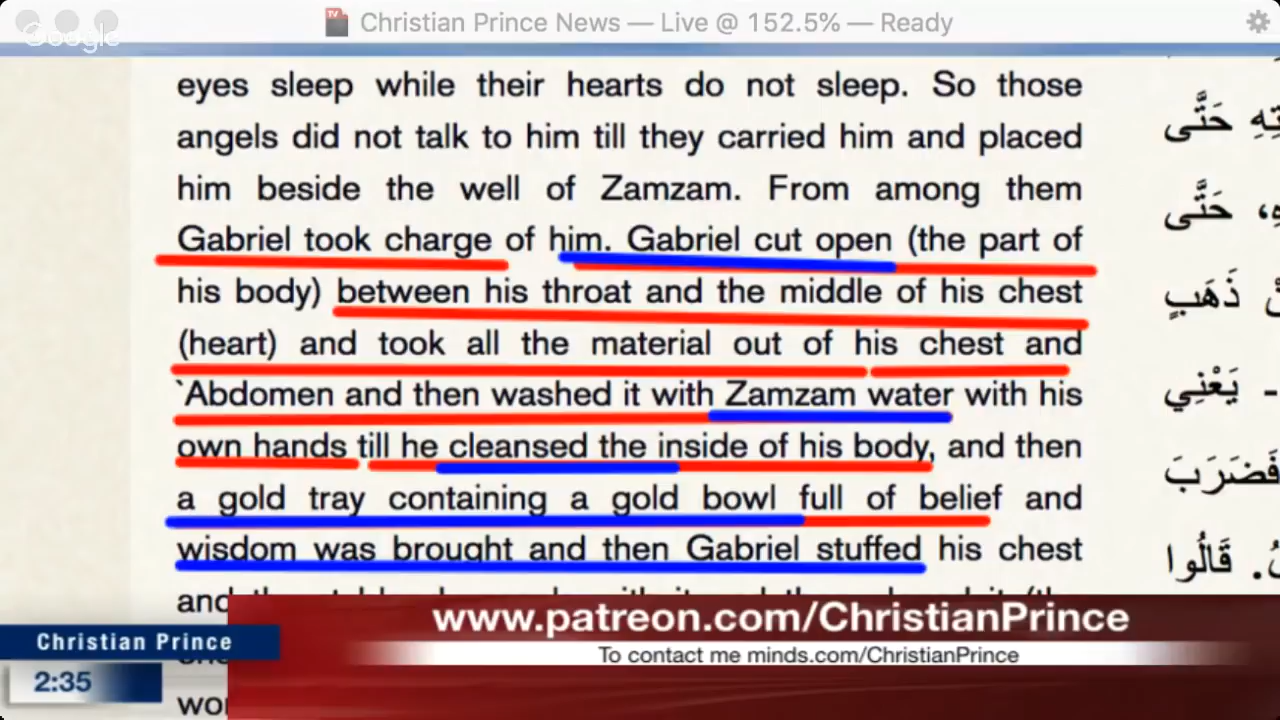 Google
Christian Prince News — Live @ 152.5% — Ready
eyes sleep while their hearts do not sleep. So those
angels did not talk to him till they carried him and placed
him beside the well of Zamzam. From among them
Gabriel took charge of him. Gabriel cut open (the part of
his body) between his throat and the middle of his chest
(heart) and took all the material out of his chest and
`Abdomen and then washed it with Zamzam water with his
own hands till he cleansed the inside of his body, and then
a gold tray containing a gold bowl full of belief and
wisdom was brought and then Gabriel stuffed his chest
and
تِهِ حَتَّى
هِ، حَتَّى
ذَهَبٍ
- يَعْنِي
فَضَرَبَ
قَالُوا
www.patreon.com/ChristianPrince
To contact me minds.com/ChristianPrince
Christian Prince
2:35